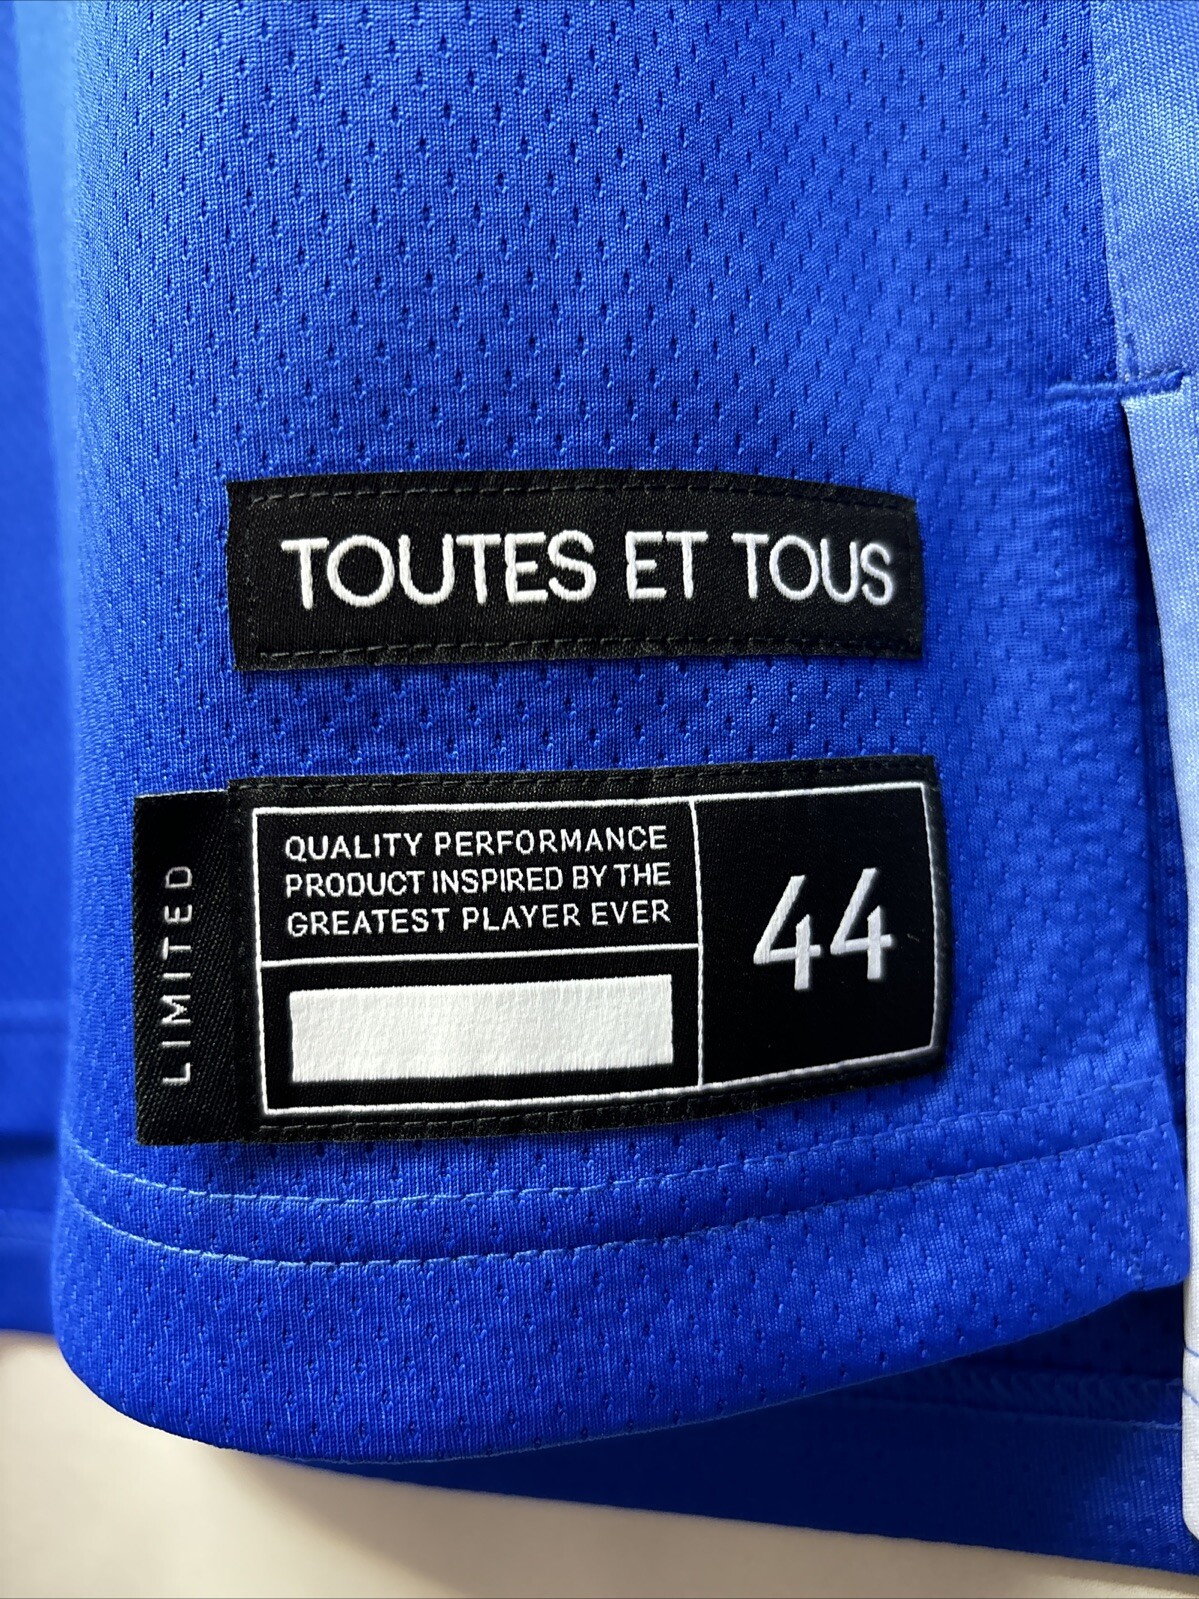 TOUTES ET TOUS
LIMITED
QUALITY PERFORMANCE
PRODUCT INSPIRED BY THE
GREATEST PLAYER EVER
44